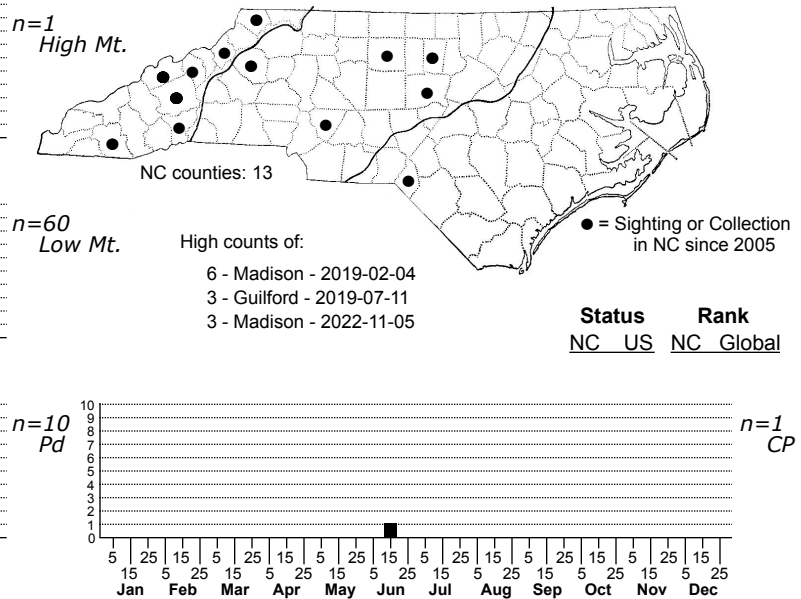 n=1
High Mt.
NC counties: 13
n=60
Low Mt.
High counts of:
6 - Madison - 2019-02-04
3 - Guilford - 2019-07-11
3 - Madison - 2022-11-05
● = Sighting or Collection
in NC since 2005
Status Rank
NC US NC Global
n=10
Pd
10
9
8
7
6
5
4
3
2
1
0
n=1
CP
5 25 15 5 25 15 5 25 15 5 25 15 5 25 15 5 25 15
15 5 25 15 5 25 15 5 25 15 5 25 15 5 25 15 5 25
Jan Feb Mar Apr May Jun Jul Aug Sep Oct Nov Dec